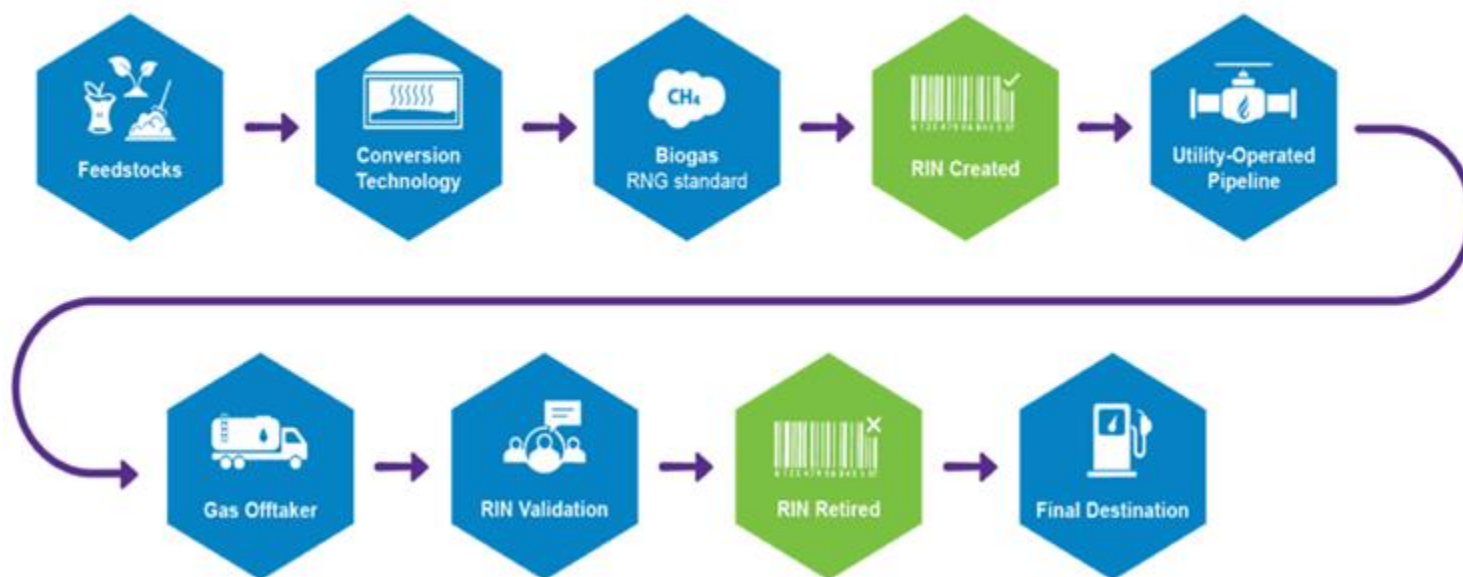 Feedstocks
Conversion
Technology
CH₄
Biogas
RNG standard
RIN Created
Utility-Operated
Pipeline
Gas Offtaker
RIN Validation
RIN Retired
Final Destination